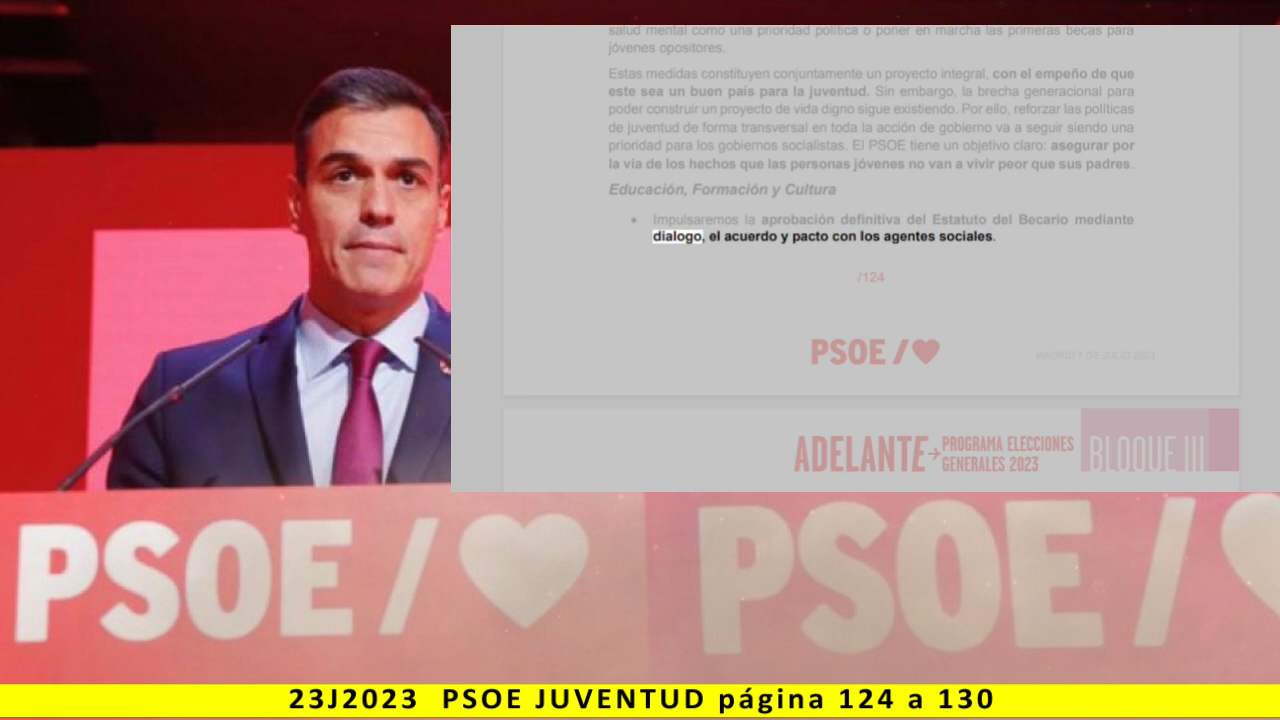 salud mental como una prioridad política o poner en marcha las primeras becas para
jóvenes opositores.
Estas medidas constituyen conjuntamente un proyecto integral, con el empeño de que
este sea un buen país para la juventud. Sin embargo, la brecha generacional para
poder construir un proyecto de vida digno sigue existiendo. Por ello, reforzar las políticas
de juventud de forma transversal en toda la acción de gobierno va a seguir siendo una
prioridad para los gobiernos socialistas. El PSOE tiene un objetivo claro: asegurar por
la vía de los hechos que las personas jóvenes no van a vivir peor que sus padres.
Educación, Formación y Cultura
• Impulsaremos la aprobación definitiva del Estatuto del Becario mediante
dialogo, el acuerdo y pacto con los agentes sociales.
/124
PSOE /
MADRID 7 DE JULIO 2023
ADELANTE → PROGRAMA ELECCIONES
GENERALES 2023
BLOQUE III
PSOE /
PSOE /
23J2023 PSOE JUVENTUD página 124 a 130